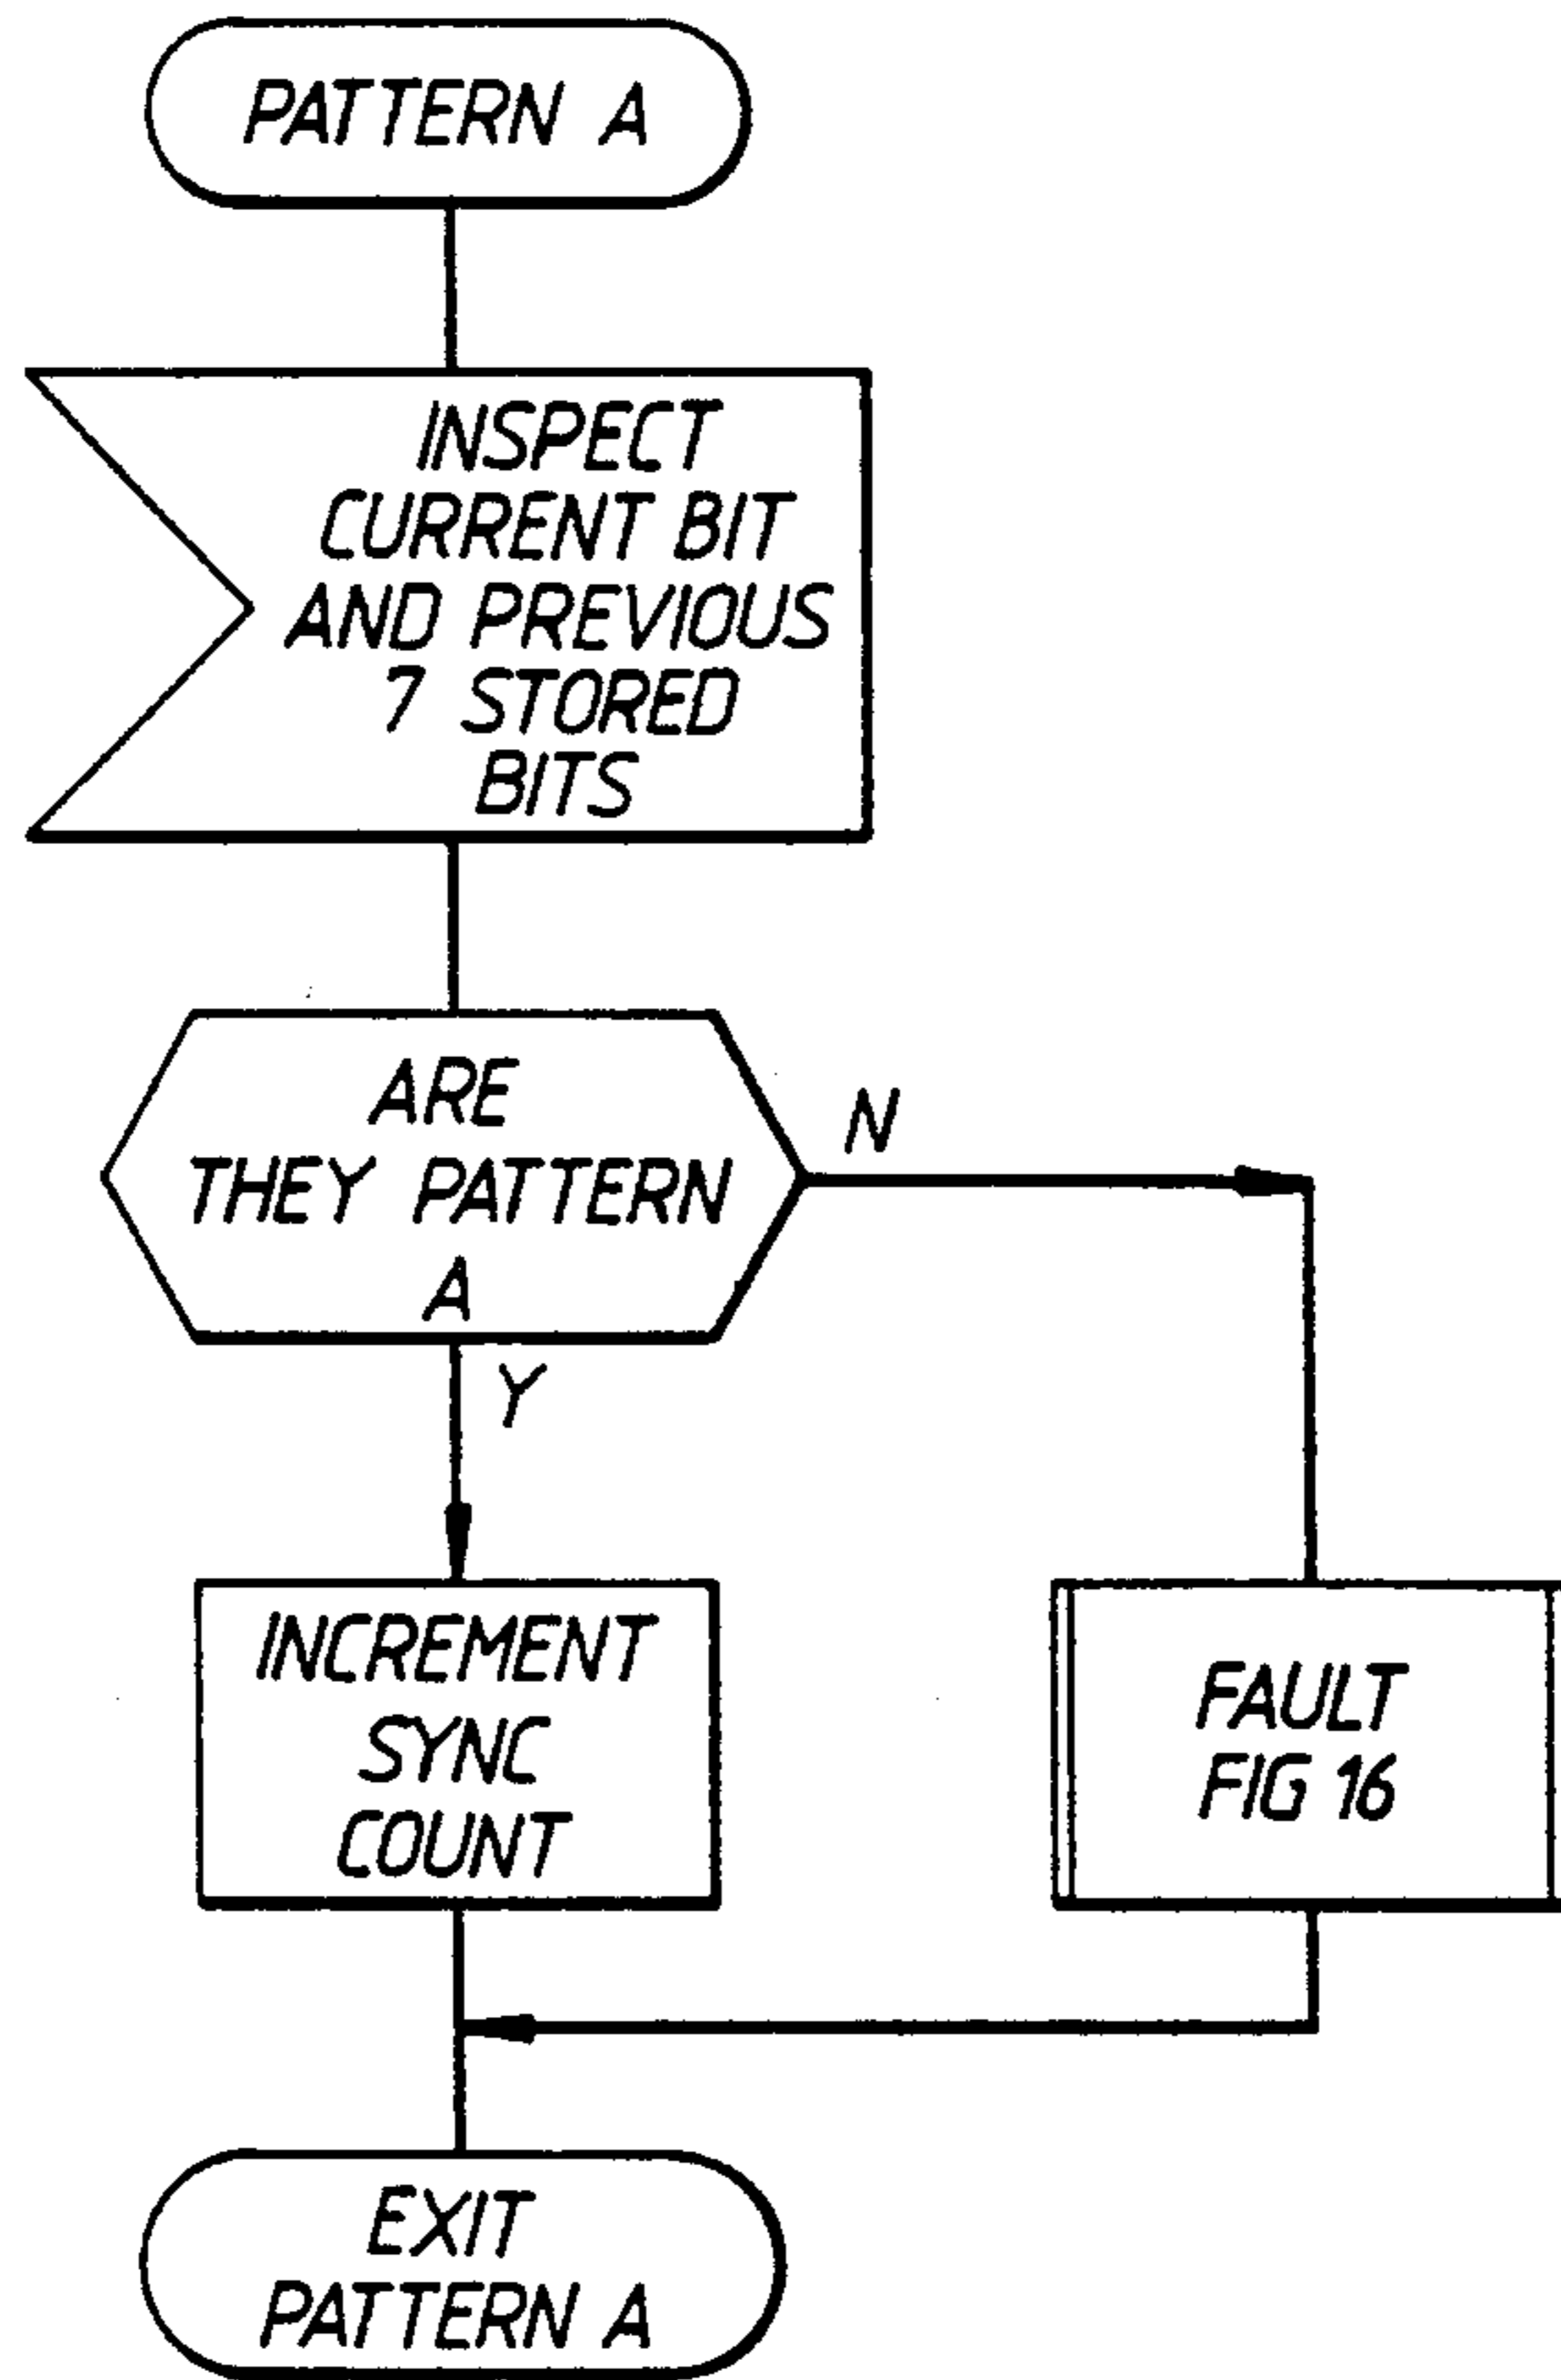 PATTERN A
INSPECT
CURRENT BIT
AND PREVIOUS
7 STORED
BITS
ARE
THEY PATTERN
A
N
Y
INCREMENT
SYNC
COUNT
FAULT
FIG 16
EXIT
PATTERN A